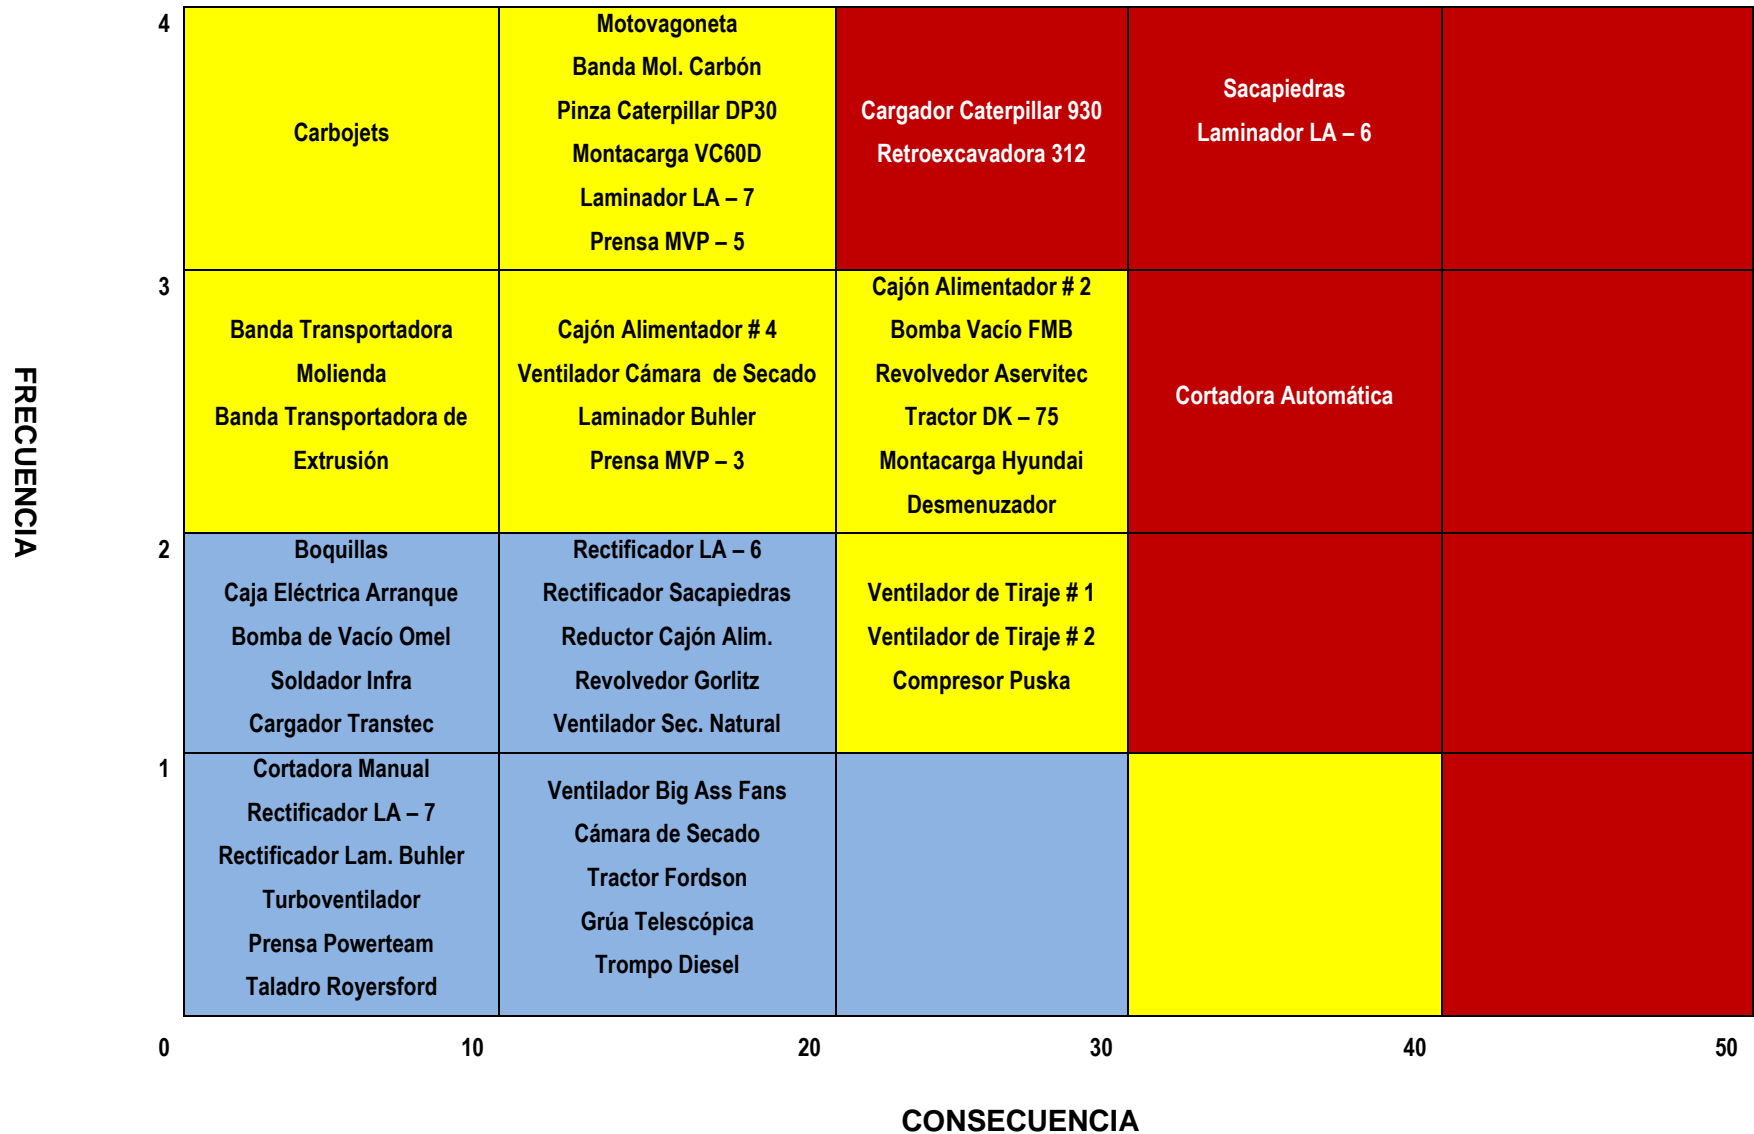 4
Carbojets
Motovagoneta
Banda Mol. Carbón
Pinza Caterpillar DP30
Montacarga VC60D
Laminador LA – 7
Prensa MVP – 5
Cargador Caterpillar 930
Retroexcavadora 312
Sacapiedras
Laminador LA – 6
3
Banda Transportadora
Molienda
Banda Transportadora de
Extrusión
Cajón Alimentador # 4
Ventilador Cámara de Secado
Laminador Buhler
Prensa MVP – 3
Cajón Alimentador # 2
Bomba Vacío FMB
Revolvedor Aservitec
Tractor DK – 75
Montacarga Hyundai
Desmenuzador
Cortadora Automática
FRECUENCIA
2
Boquillas
Caja Eléctrica Arranque
Bomba de Vacío Omel
Soldador Infra
Cargador Transtec
Rectificador LA – 6
Rectificador Sacapiedras
Reductor Cajón Alim.
Revolvedor Gorlitz
Ventilador Sec. Natural
Ventilador de Tiraje # 1
Ventilador de Tiraje # 2
Compresor Puska
1
Cortadora Manual
Rectificador LA – 7
Rectificador Lam. Buhler
Turboventilador
Prensa Powerteam
Taladro Royersford
Ventilador Big Ass Fans
Cámara de Secado
Tractor Fordson
Grúa Telescópica
Trompo Diesel
0 10 20 30 40 50
CONSECUENCIA